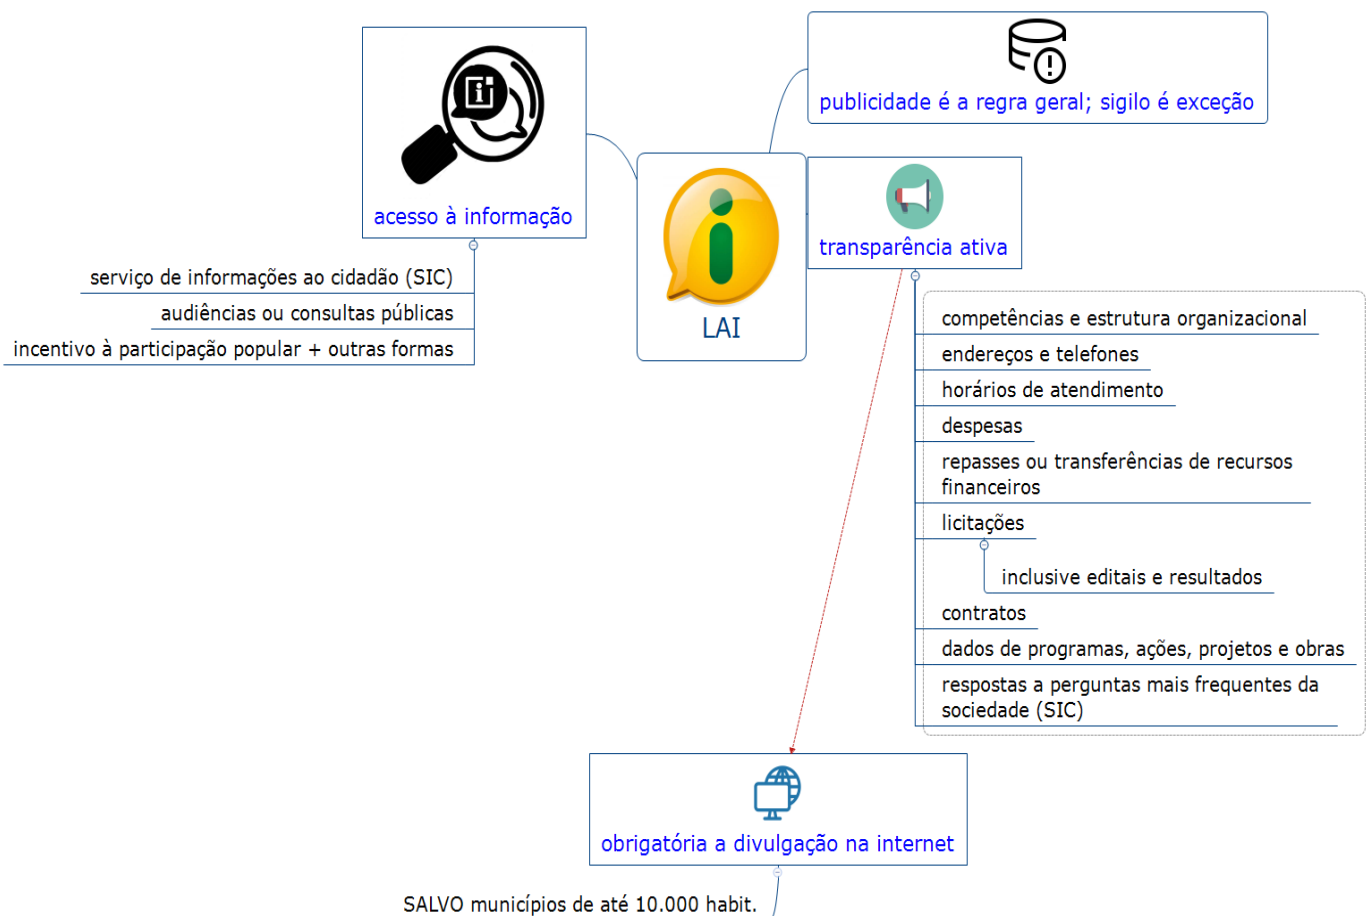 publicidade é a regra geral; sigilo é exceção
acesso à informação
serviço de informações ao cidadão (SIC)
audiências ou consultas públicas
incentivo à participação popular + outras formas
LAI
transparência ativa
competências e estrutura organizacional
endereços e telefones
horários de atendimento
despesas
repasses ou transferências de recursos
financeiros
licitações
inclusive editais e resultados
contratos
dados de programas, ações, projetos e obras
respostas a perguntas mais frequentes da
sociedade (SIC)
obrigatória a divulgação na internet
SALVO municípios de até 10.000 habit.